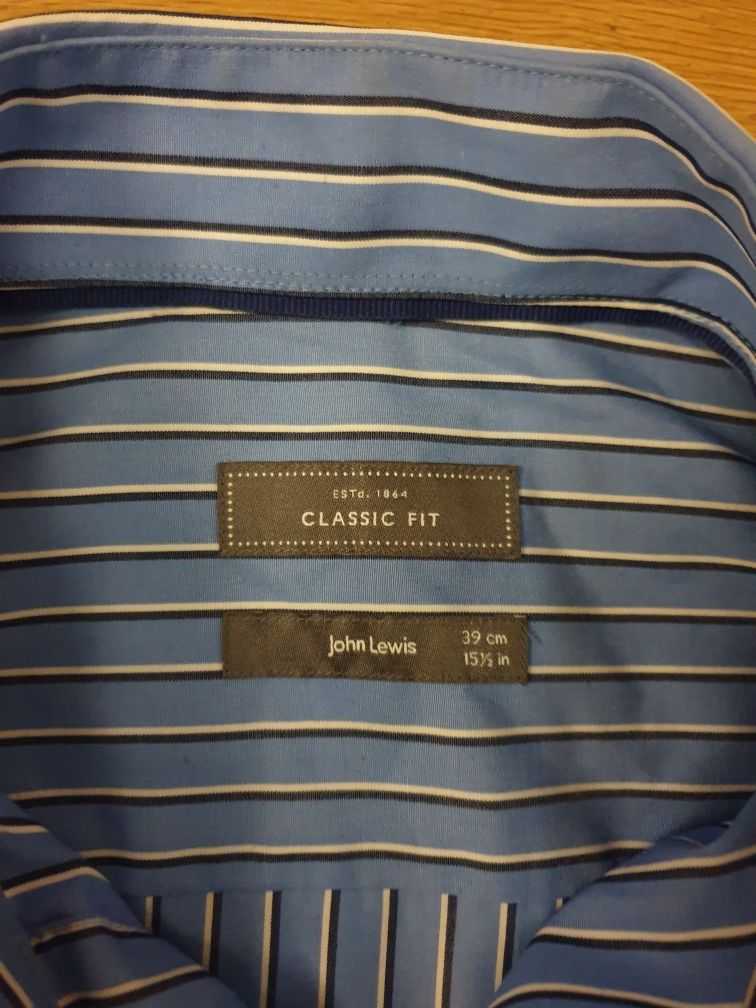 ESTd. 1864
CLASSIC FIT
John Lewis
39 cm
15½ in